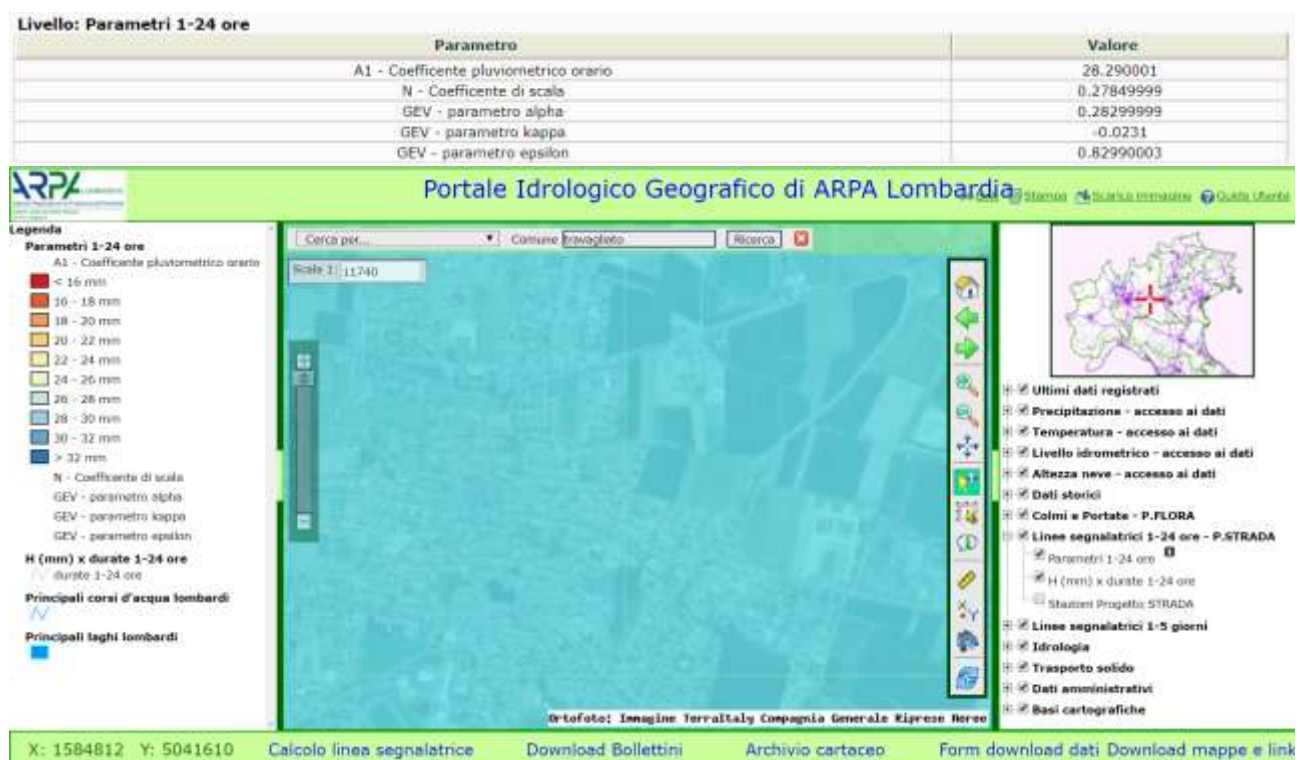 Livello: Parametri 1-24 ore
Parametro Valore
A1 - Coefficente pluviometrico orario 28.290001
N - Coefficente di scala 0.27849999
GEV - parametro alpha 0.28299999
GEV - parametro kappa -0.0231
GEV - parametro epsilon 0.82990003
ARPA
Portale Idrologico Geografico di ARPA Lombardia
Stampa Scarica Immagine Guida Utente
Legenda
Parametri 1-24 ore
A1 - Coefficente pluviometrico orario
< 16 mm
16 - 18 mm
18 - 20 mm
20 - 22 mm
22 - 24 mm
24 - 26 mm
26 - 28 mm
28 - 30 mm
30 - 32 mm
> 32 mm
N - Coefficente di scala
GEV - parametro alpha
GEV - parametro kappa
GEV - parametro epsilon
H (mm) x durate 1-24 ore
durate 1-24 ore
Principali corsi d'acqua lombardi
Principali laghi lombardi
Cerca per... Comune travagliato Ricerca
Scala 1: 11740
Ortofoto: Immagine TerraItaly Compagnia Generale Riprese Aeree
Ultimi dati registrati
Precipitazione - accesso ai dati
Temperatura - accesso ai dati
Livello idrometrico - accesso ai dati
Altezza neve - accesso ai dati
Dati storici
Colmi e Portate - P.FLORA
Linee segnalatrici 1-24 ore - P.STRADA
Parametri 1-24 ore
H (mm) x durate 1-24 ore
Stazioni Progetto STRADA
Linee segnalatrici 1-5 giorni
Idrologia
Trasporto solido
Dati amministrativi
Basi cartografiche
X: 1584812 Y: 5041610 Calcolo linea segnalatrice Download Bollettini Archivio cartaceo Form download dati Download mappe e link